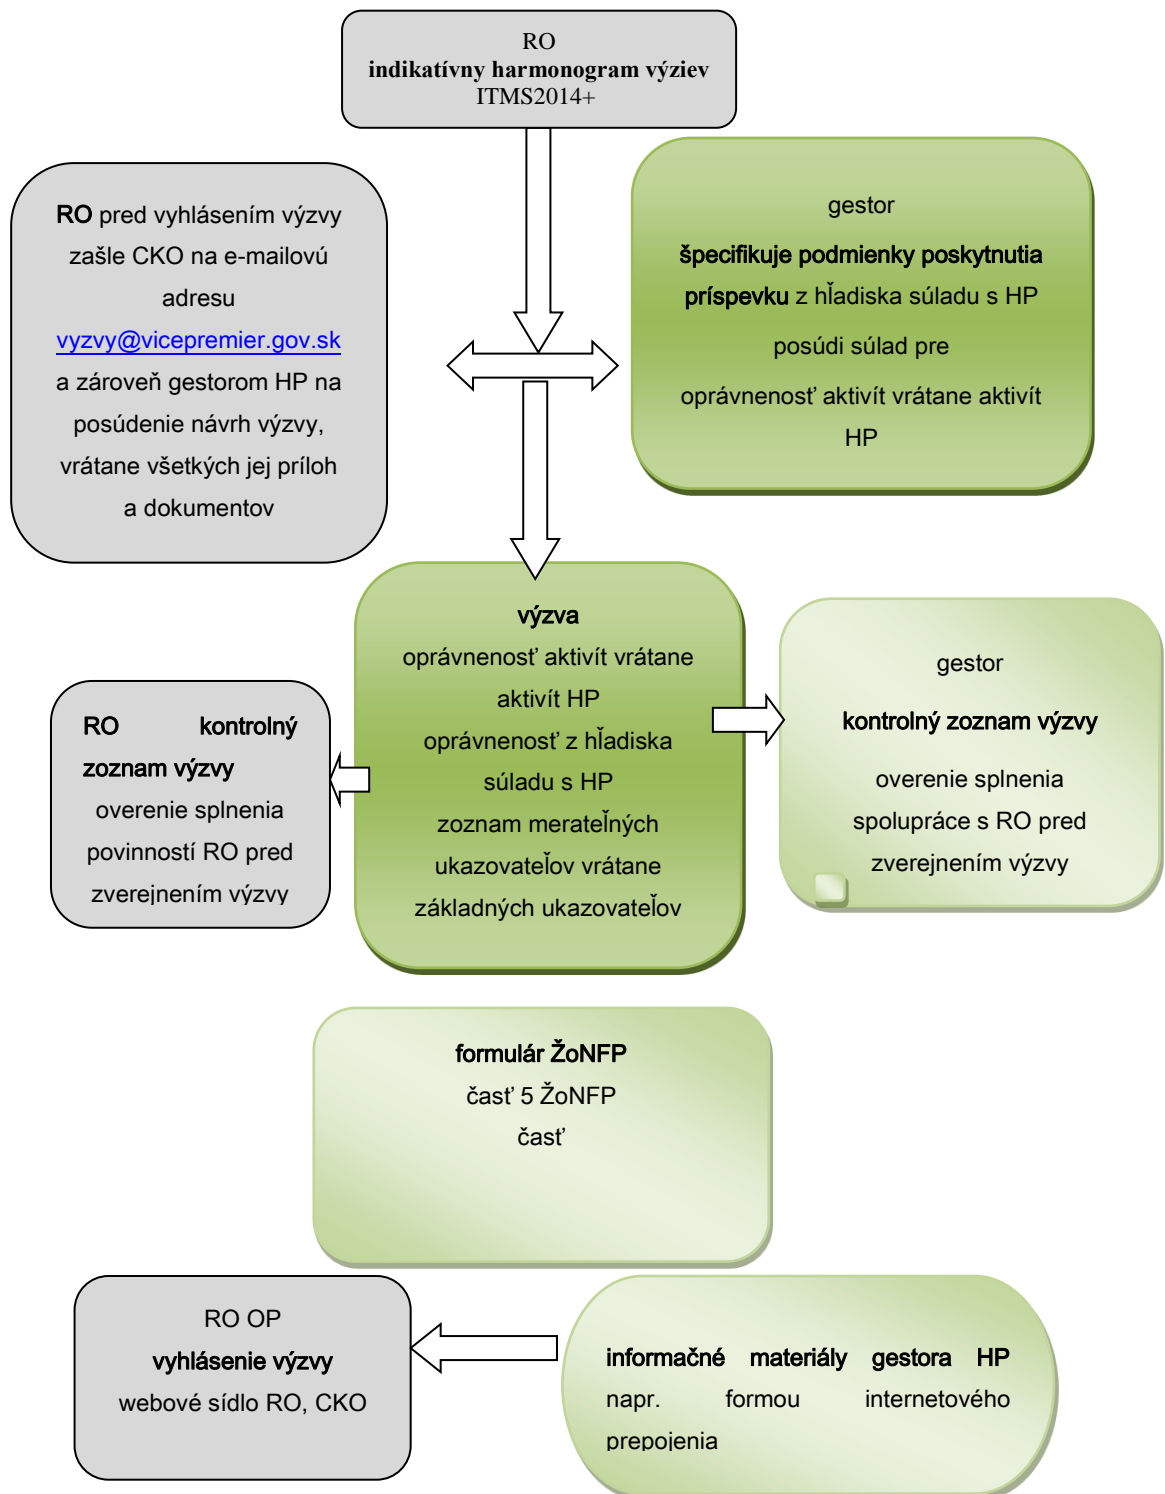 RO
indikatívny harmonogram výziev
ITMS2014+
RO pred vyhlásením výzvy
zašle CKO na e-mailovú
adresu
vyzvy@vicepremier.gov.sk
a zároveň gestorom HP na
posúdenie návrh výzvy,
vrátane všetkých jej príloh
a dokumentov
gestor
špecifikuje podmienky poskytnutia
príspevku z hľadiska súladu s HP
posúdi súlad pre
oprávnenosť aktivít vrátane aktivít
HP
výzva
oprávnenosť aktivít vrátane
aktivít HP
oprávnenosť z hľadiska
súladu s HP
zoznam merateľných
ukazovateľov vrátane
základných ukazovateľov
RO kontrolný
zoznam výzvy
overenie splnenia
povinností RO pred
zverejnením výzvy
gestor
kontrolný zoznam výzvy
overenie splnenia
spolupráce s RO pred
zverejnením výzvy
formulár ŽoNFP
časť 5 ŽoNFP
časť
RO OP
vyhlásenie výzvy
webové sídlo RO, CKO
informačné materiály gestora HP
napr. formou internetového
prepojenia